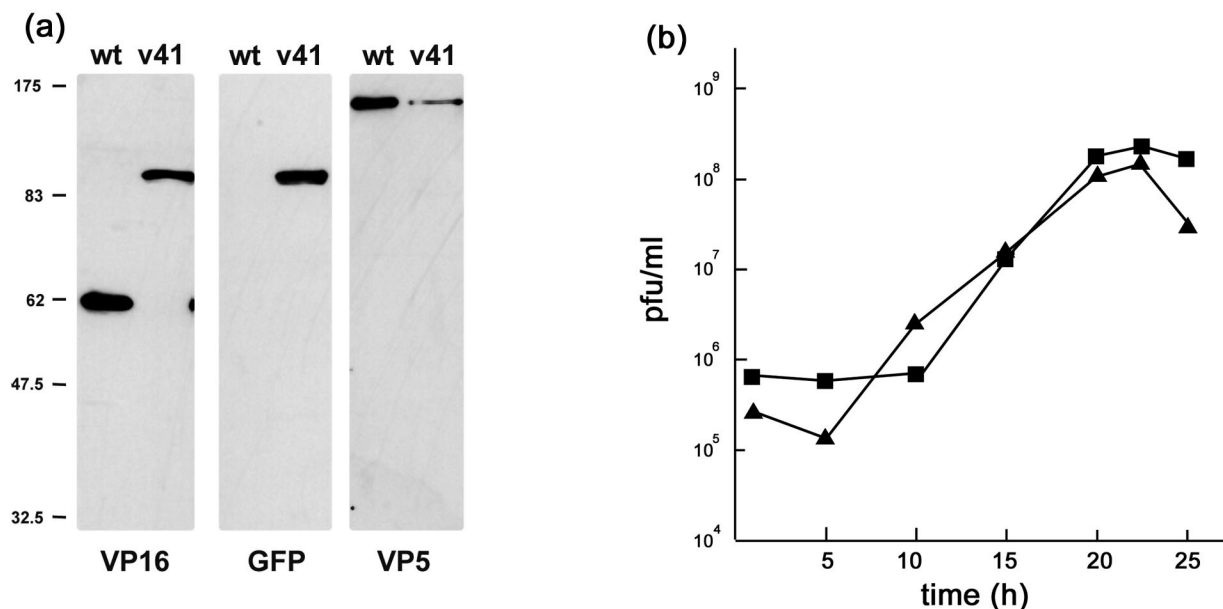 (a)
wt v41 wt v41 wt v41
175
83
62
47.5
32.5
VP16 GFP VP5
(b)
pfu/ml
10⁹
10⁸
10⁷
10⁶
10⁵
10⁴
5 10 15 20 25
time (h)